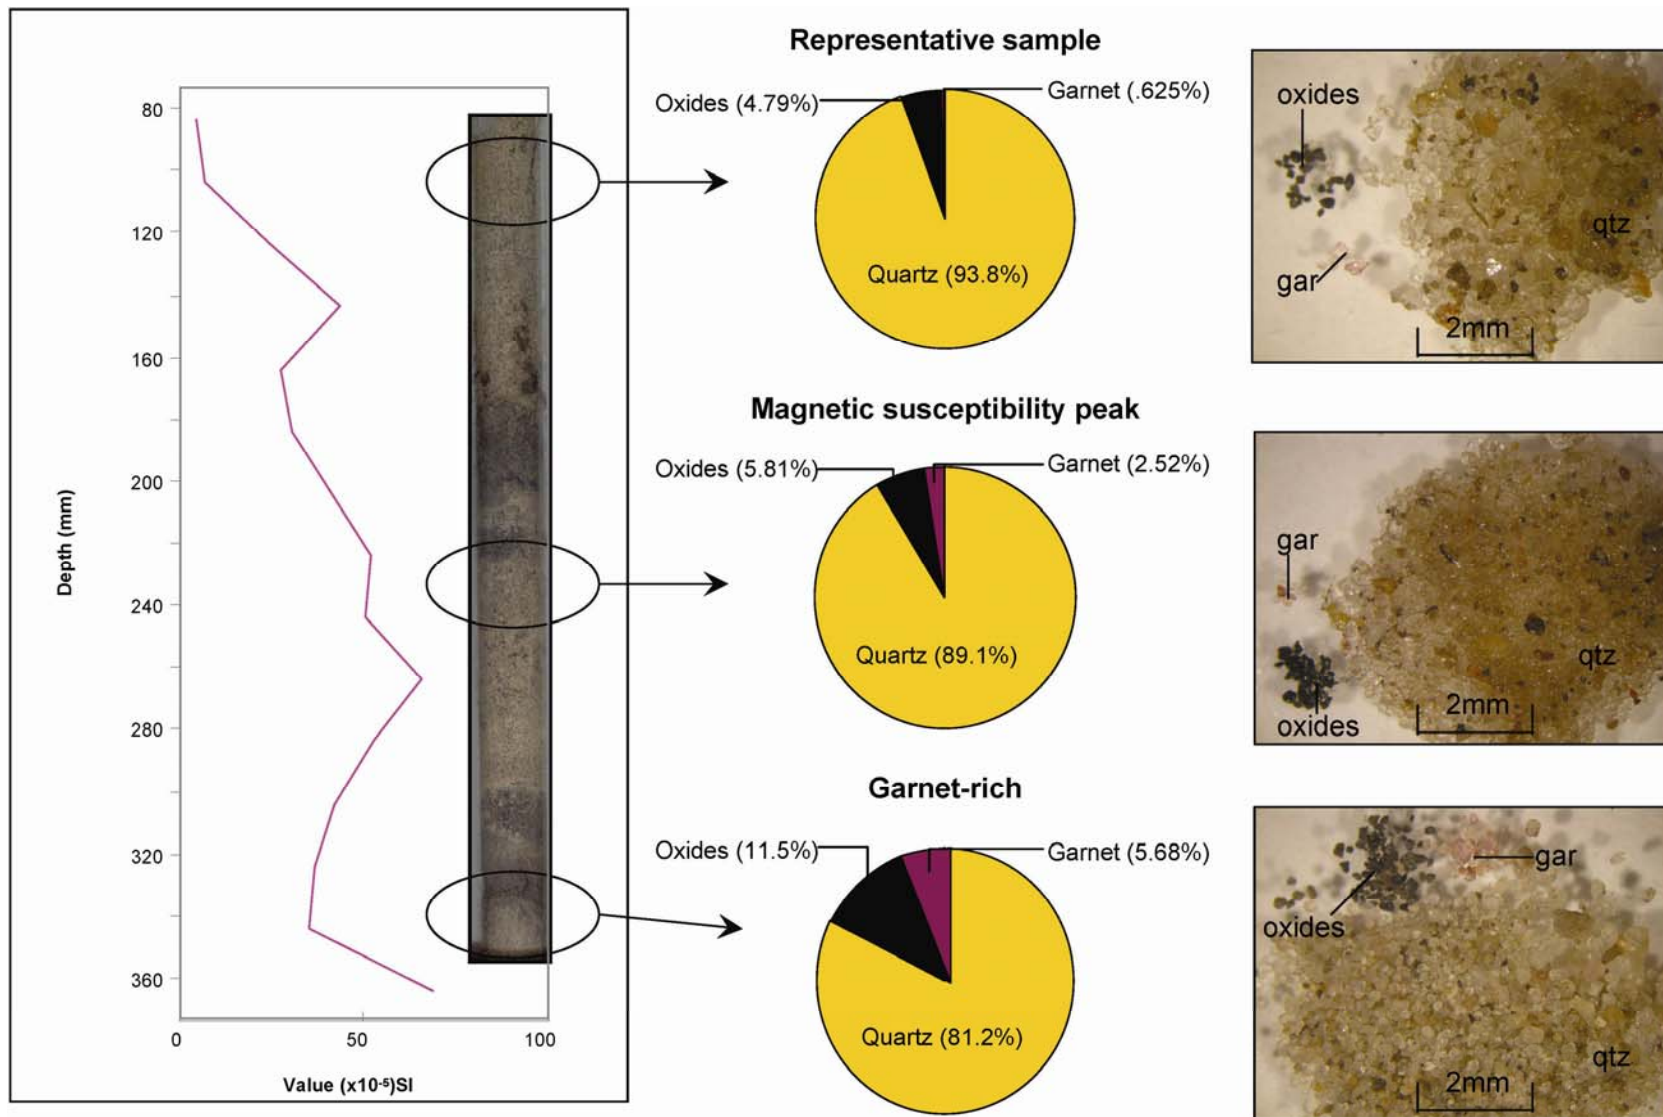 80
120
160
200
240
280
320
360
Depth (mm)
0
50
100
Value (x10-5)SI
Representative sample
Oxides (4.79%)
Garnet (.625%)
Quartz (93.8%)
Magnetic susceptibility peak
Oxides (5.81%)
Garnet (2.52%)
Quartz (89.1%)
Garnet-rich
Oxides (11.5%)
Garnet (5.68%)
Quartz (81.2%)
oxides
qtz
gar
2mm
gar
qtz
2mm
oxides
gar
oxides
qtz
2mm